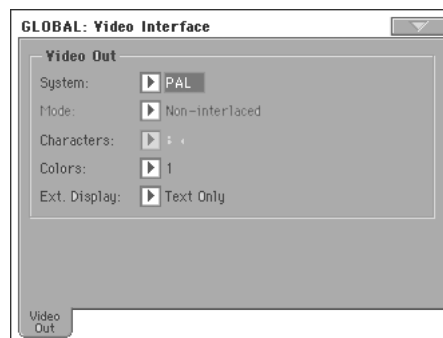 GLOBAL: Video Interface
Video Out
System: PAL
Mode: Non-interlaced
Characters:
Colors: 1
Ext. Display: Text Only
Video
Out